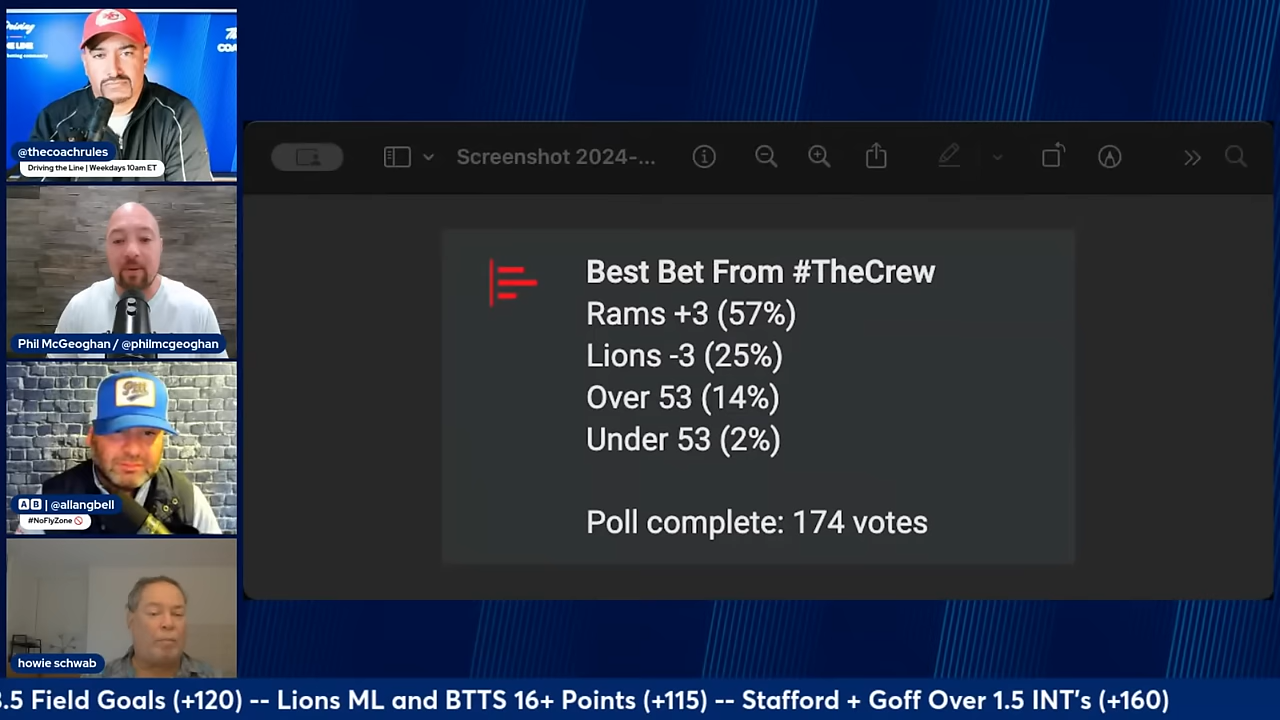 @thecoachrules
Driving the Line | Weekdays 10am ET
Phil McGeoghan / @philmcgeoghan
🅰🅱 | @allangbell
#NoFlyZone 🚫
howie schwab
Screenshot 2024-...
Best Bet From #TheCrew
Rams +3 (57%)
Lions -3 (25%)
Over 53 (14%)
Under 53 (2%)
Poll complete: 174 votes
.5 Field Goals (+120) -- Lions ML and BTTS 16+ Points (+115) -- Stafford + Goff Over 1.5 INT's (+160)